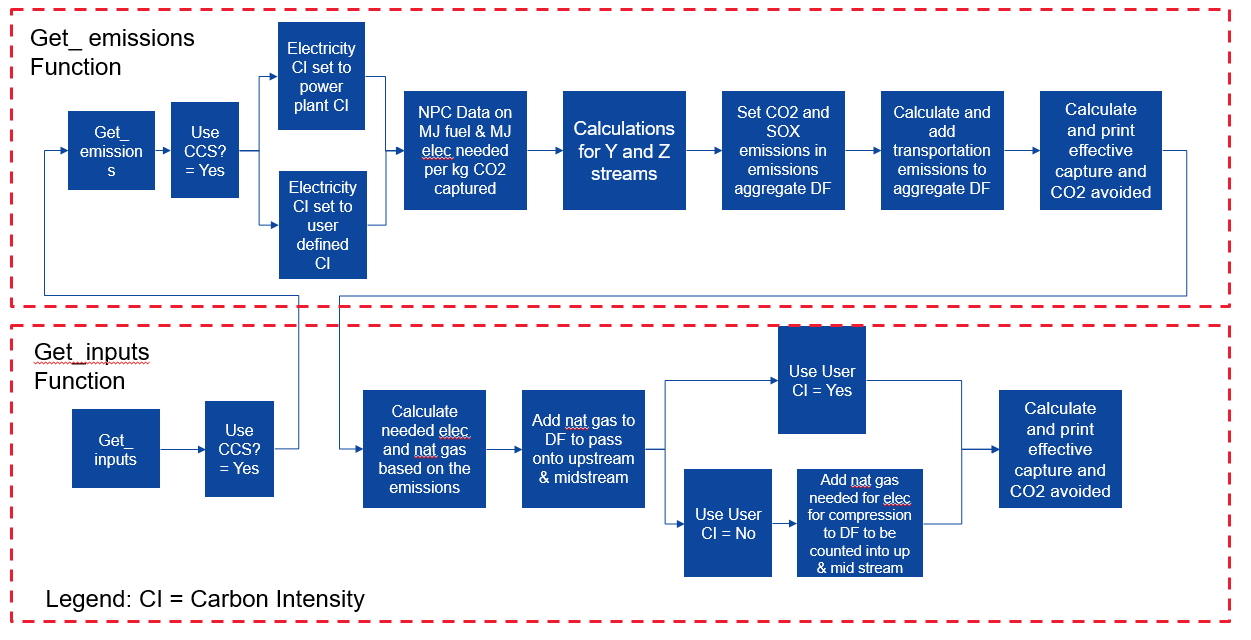 Get_ emissions
Function
Get_
emission
s
Use
CCS?
= Yes
Electricity
CI set to
power
plant CI
Electricity
CI set to
user
defined
CI
NPC Data on
MJ fuel & MJ
elec needed
per kg CO2
captured
Calculations
for Y and Z
streams
Set CO2 and
SOX
emissions in
emissions
aggregate DF
Calculate and
add
transportation
emissions to
aggregate DF
Calculate
and print
effective
capture and
CO2 avoided
Get_inputs
Function
Get_
inputs
Use
CCS?
= Yes
Calculate
needed elec
and nat gas
based on the
emissions
Add nat gas to
DF to pass
onto upstream
& midstream
Use User
CI = Yes
Use User
CI = No
Add nat gas
needed for elec
for compression
to DF to be
counted into up
& mid stream
Calculate
and print
effective
capture and
CO2 avoided
Legend: CI = Carbon Intensity